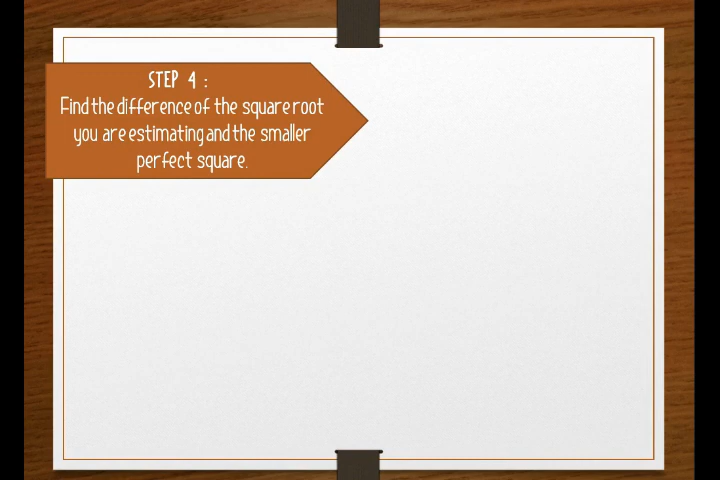 STEP 4 :
Find the difference of the square root
you are estimating and the smaller
perfect square.